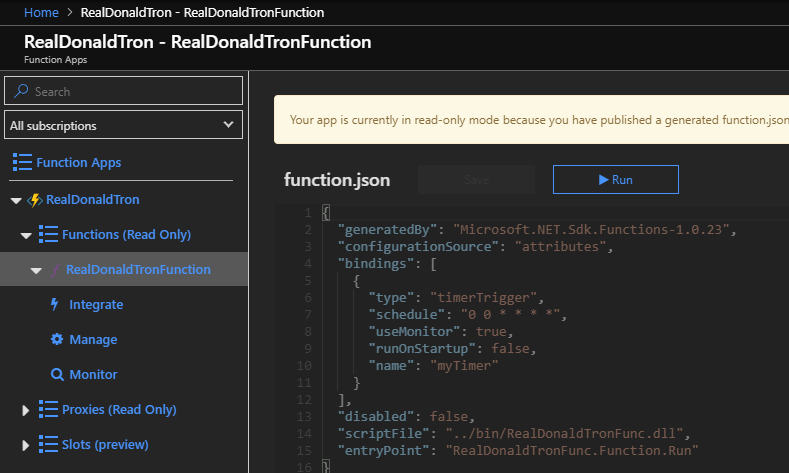 Home > RealDonaldTron - RealDonaldTronFunction
RealDonaldTron - RealDonaldTronFunction
Function Apps
Search
All subscriptions
Function Apps
RealDonaldTron
Functions (Read Only)
RealDonaldTronFunction
Integrate
Manage
Monitor
Proxies (Read Only)
Slots (preview)
Your app is currently in read-only mode because you have published a generated function.json
function.json
Save
Run
1 {
2 "generatedBy": "Microsoft.NET.Sdk.Functions-1.0.23",
3 "configurationSource": "attributes",
4 "bindings": [
5 {
6 "type": "timerTrigger",
7 "schedule": "0 0 * * * *",
8 "useMonitor": true,
9 "runOnStartup": false,
10 "name": "myTimer"
11 }
12 ],
13 "disabled": false,
14 "scriptFile": "../bin/RealDonaldTronFunc.dll",
15 "entryPoint": "RealDonaldTronFunc.Function.Run"
16 }